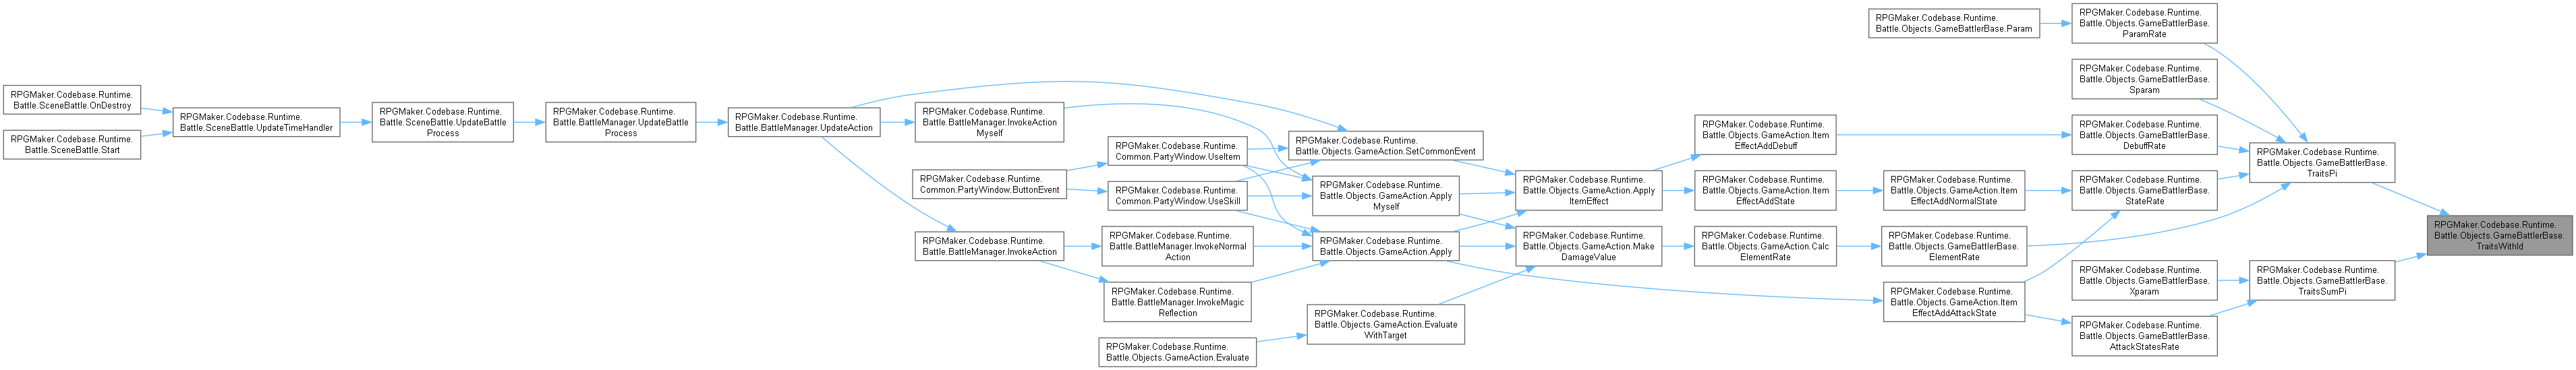 RPGMaker.Codebase.Runtime.
Battle.SceneBattle.OnDestroy
RPGMaker.Codebase.Runtime.
Battle.SceneBattle.Start
RPGMaker.Codebase.Runtime.
Battle.SceneBattle.UpdateTimeHandler
RPGMaker.Codebase.Runtime.
Battle.SceneBattle.UpdateBattle
Process
RPGMaker.Codebase.Runtime.
Battle.BattleManager.UpdateBattle
Process
RPGMaker.Codebase.Runtime.
Battle.BattleManager.UpdateAction
RPGMaker.Codebase.Runtime.
Battle.BattleManager.InvokeAction
Myself
RPGMaker.Codebase.Runtime.
Common.PartyWindow.ButtonEvent
RPGMaker.Codebase.Runtime.
Battle.BattleManager.InvokeAction
RPGMaker.Codebase.Runtime.
Common.PartyWindow.UseItem
RPGMaker.Codebase.Runtime.
Common.PartyWindow.UseSkill
RPGMaker.Codebase.Runtime.
Battle.BattleManager.InvokeNormal
Action
RPGMaker.Codebase.Runtime.
Battle.BattleManager.InvokeMagic
Reflection
RPGMaker.Codebase.Runtime.
Battle.Objects.GameAction.Evaluate
RPGMaker.Codebase.Runtime.
Battle.Objects.GameAction.SetCommonEvent
RPGMaker.Codebase.Runtime.
Battle.Objects.GameAction.Apply
Myself
RPGMaker.Codebase.Runtime.
Battle.Objects.GameAction.Apply
RPGMaker.Codebase.Runtime.
Battle.Objects.GameAction.Evaluate
WithTarget
RPGMaker.Codebase.Runtime.
Battle.Objects.GameAction.Apply
ItemEffect
RPGMaker.Codebase.Runtime.
Battle.Objects.GameAction.Make
DamageValue
RPGMaker.Codebase.Runtime.
Battle.Objects.GameAction.Item
EffectAddDebuff
RPGMaker.Codebase.Runtime.
Battle.Objects.GameAction.Item
EffectAddState
RPGMaker.Codebase.Runtime.
Battle.Objects.GameAction.Calc
ElementRate
RPGMaker.Codebase.Runtime.
Battle.Objects.GameBattlerBase.Param
RPGMaker.Codebase.Runtime.
Battle.Objects.GameAction.Item
EffectAddNormalState
RPGMaker.Codebase.Runtime.
Battle.Objects.GameBattlerBase.
ElementRate
RPGMaker.Codebase.Runtime.
Battle.Objects.GameAction.Item
EffectAddAttackState
RPGMaker.Codebase.Runtime.
Battle.Objects.GameBattlerBase.
ParamRate
RPGMaker.Codebase.Runtime.
Battle.Objects.GameBattlerBase.
Sparam
RPGMaker.Codebase.Runtime.
Battle.Objects.GameBattlerBase.
DebuffRate
RPGMaker.Codebase.Runtime.
Battle.Objects.GameBattlerBase.
StateRate
RPGMaker.Codebase.Runtime.
Battle.Objects.GameBattlerBase.
Xparam
RPGMaker.Codebase.Runtime.
Battle.Objects.GameBattlerBase.
AttackStatesRate
RPGMaker.Codebase.Runtime.
Battle.Objects.GameBattlerBase.
TraitsPi
RPGMaker.Codebase.Runtime.
Battle.Objects.GameBattlerBase.
TraitsSumPi
RPGMaker.Codebase.Runtime.
Battle.Objects.GameBattlerBase.
TraitsWithId